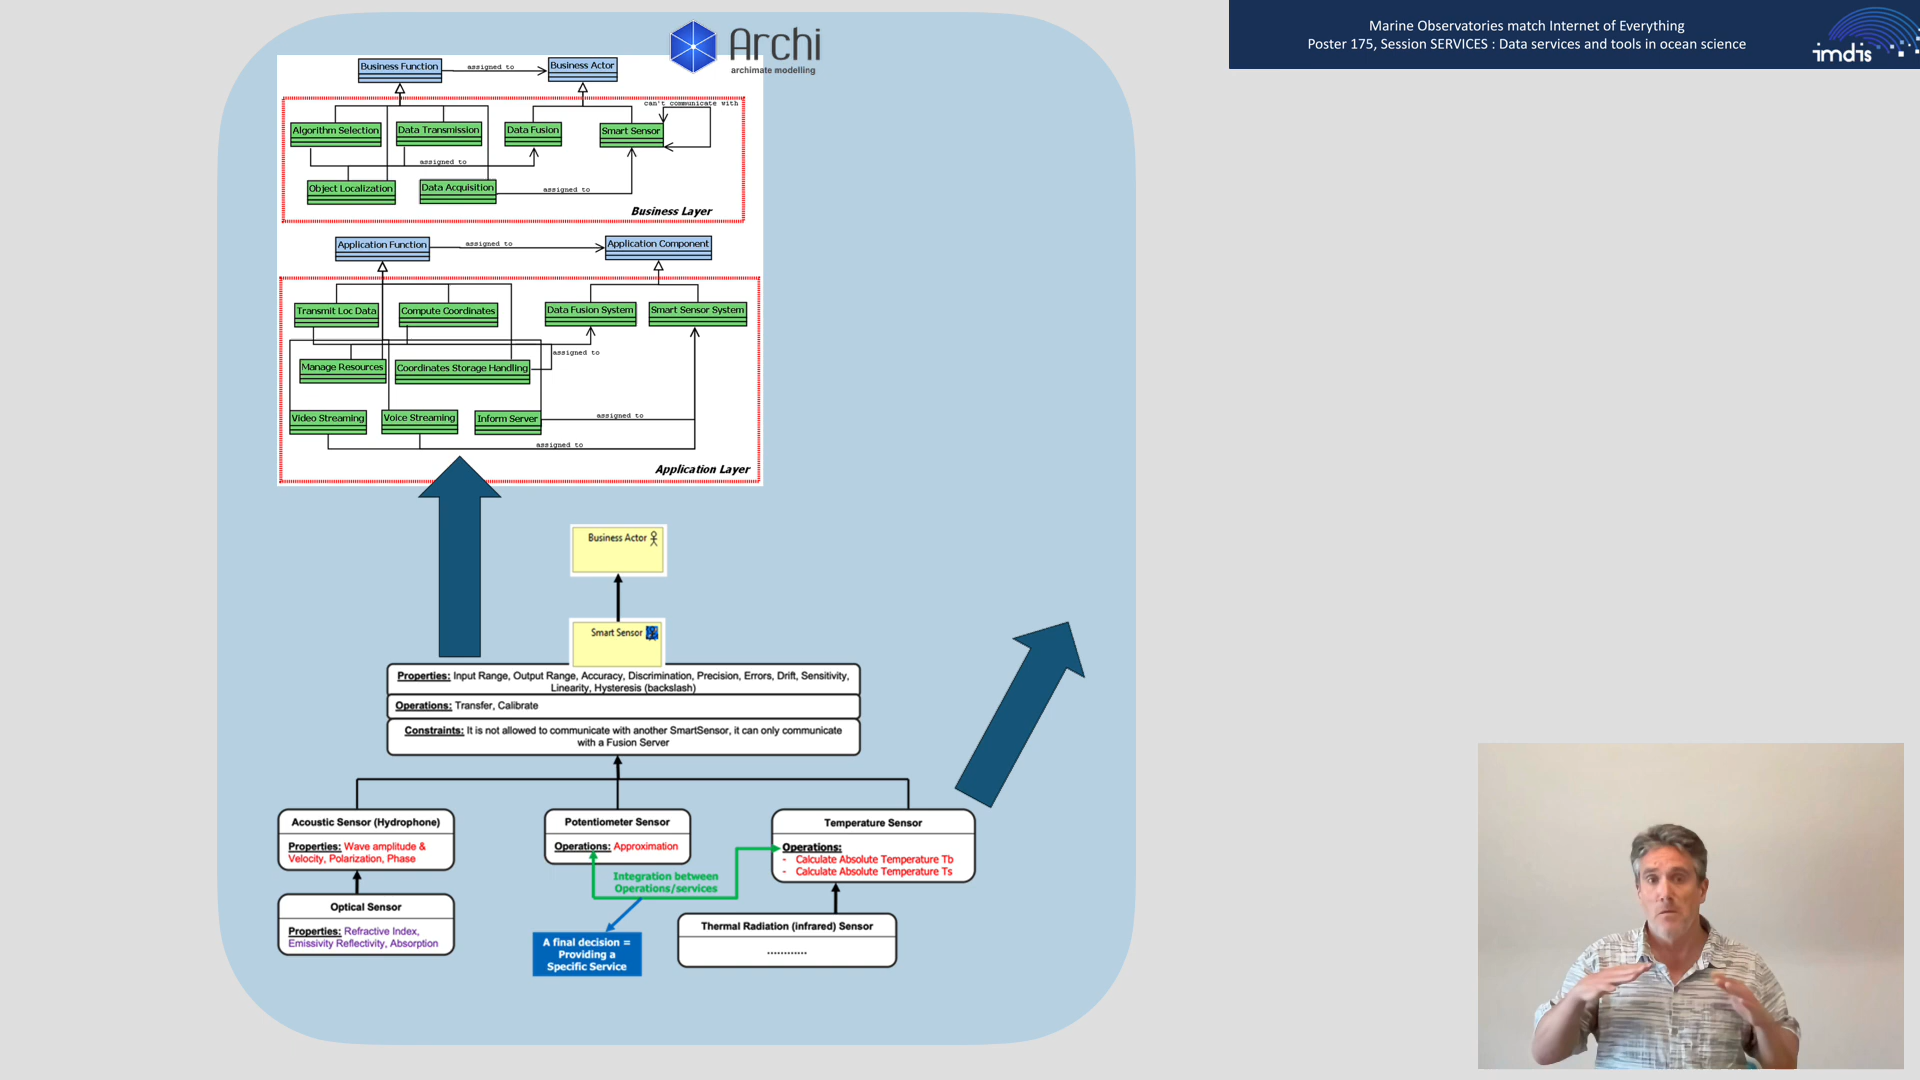 Marine Observatories match Internet of Everything
Poster 175, Session SERVICES : Data services and tools in ocean science
imdis
Archi
archimate modelling
Business Function
assigned to
Business Actor
can't communicate with
Algorithm Selection
Data Transmission
Data Fusion
Smart Sensor
assigned to
Object Localization
Data Acquisition
assigned to
Business Layer
Application Function
assigned to
Application Component
Transmit Loc Data
Compute Coordinates
Data Fusion System
Smart Sensor System
assigned to
Manage Resources
Coordinates Storage Handling
Video Streaming
Voice Streaming
Inform Server
assigned to
assigned to
Application Layer
Business Actor
Smart Sensor
Properties: Input Range, Output Range, Accuracy, Discrimination, Precision, Errors, Drift, Sensitivity,
Linearity, Hysteresis (backslash)
Operations: Transfer, Calibrate
Constraints: It is not allowed to communicate with another SmartSensor, it can only communicate
with a Fusion Server
Acoustic Sensor (Hydrophone)
Properties: Wave amplitude &
Velocity, Polarization, Phase
Potentiometer Sensor
Operations: Approximation
Temperature Sensor
Operations:
- Calculate Absolute Temperature Tb
- Calculate Absolute Temperature Ts
Integration between
Operations/services
Optical Sensor
Properties: Refractive Index,
Emissivity Reflectivity, Absorption
A final decision =
Providing a
Specific Service
Thermal Radiation (infrared) Sensor
............